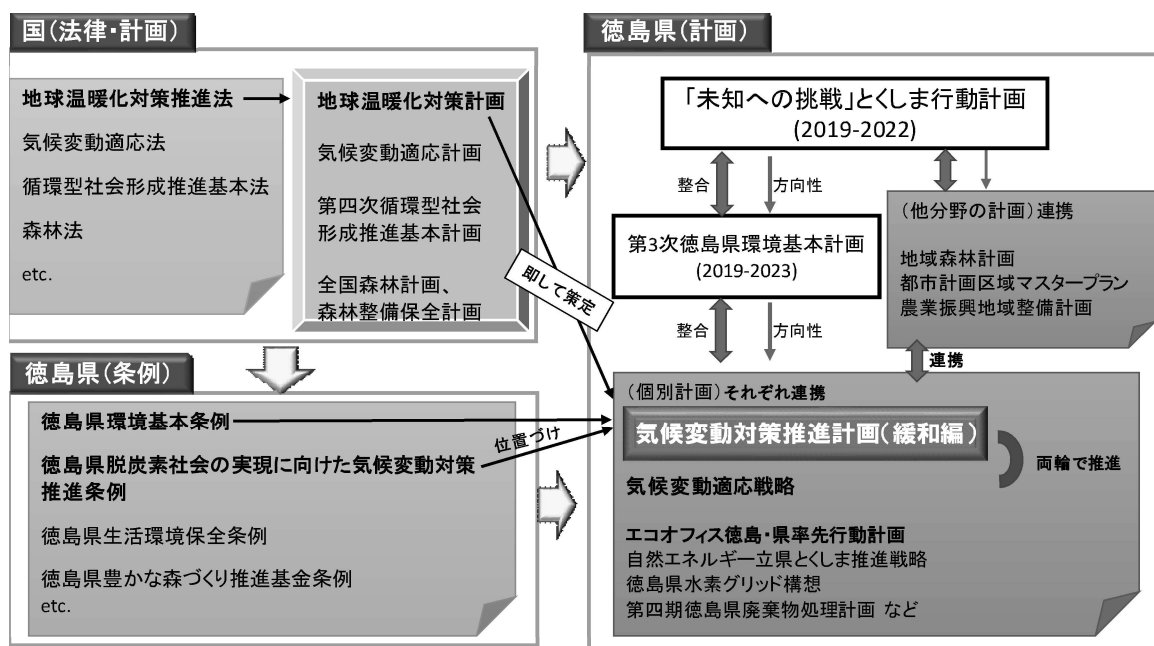 国(法律・計画)
地球温暖化対策推進法
気候変動適応法
循環型社会形成推進基本法
森林法
etc.
地球温暖化対策計画
気候変動適応計画
第四次循環型社会
形成推進基本計画
全国森林計画、
森林整備保全計画
即して策定
徳島県(条例)
徳島県環境基本条例
徳島県脱炭素社会の実現に向けた気候変動対策
推進条例
徳島県生活環境保全条例
徳島県豊かな森づくり推進基金条例
etc.
位置づけ
徳島県(計画)
「未知への挑戦」とくしま行動計画
(2019-2022)
整合
方向性
第3次徳島県環境基本計画
(2019-2023)
整合
方向性
(他分野の計画)連携
地域森林計画
都市計画区域マスタープラン
農業振興地域整備計画
連携
(個別計画)それぞれ連携
気候変動対策推進計画(緩和編)
両輪で推進
気候変動適応戦略
エコオフィス徳島・県率先行動計画
自然エネルギー立県とくしま推進戦略
徳島県水素グリッド構想
第四期徳島県廃棄物処理計画 など